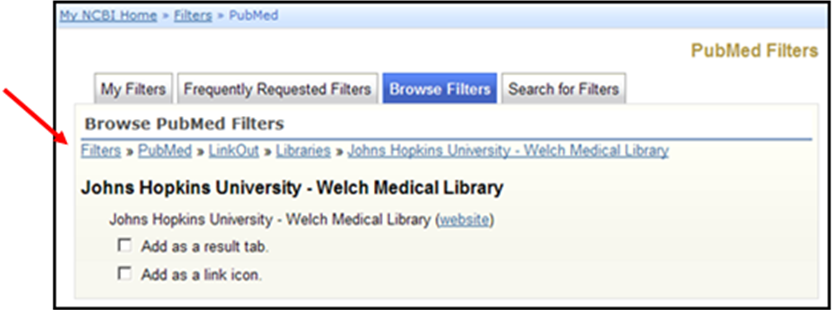 My NCBI Home » Filters » PubMed
PubMed Filters
My Filters Frequently Requested Filters Browse Filters Search for Filters
Browse PubMed Filters
Filters » PubMed » LinkOut » Libraries » Johns Hopkins University - Welch Medical Library
Johns Hopkins University - Welch Medical Library
Johns Hopkins University - Welch Medical Library (website)
Add as a result tab.
Add as a link icon.